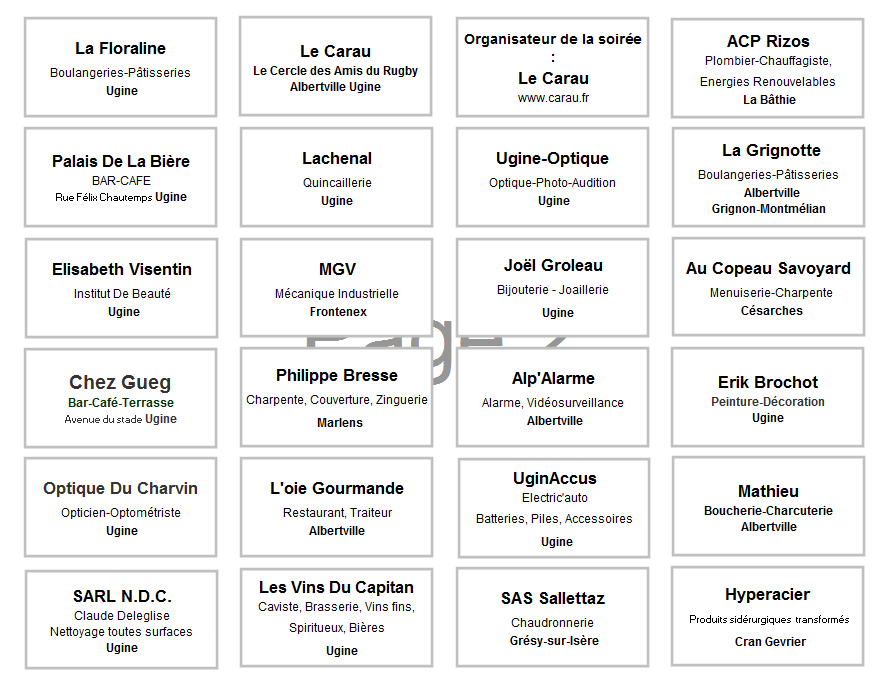 La Floraline
Boulangeries-Pâtisseries
Ugine
Le Carau
Le Cercle des Amis du Rugby
Albertville Ugine
Organisateur de la soirée
:
Le Carau
www.carau.fr
ACP Rizos
Plombier-Chauffagiste,
Energies Renouvelables
La Bâthie
Palais De La Bière
BAR-CAFE
Rue Félix Chautemps Ugine
Lachenal
Quincaillerie
Ugine
Ugine-Optique
Optique-Photo-Audition
Ugine
La Grignotte
Boulangeries-Pâtisseries
Albertville
Grignon-Montmélian
Elisabeth Visentin
Institut De Beauté
Ugine
MGV
Mécanique Industrielle
Frontenex
Joël Groleau
Bijouterie - Joaillerie
Ugine
Au Copeau Savoyard
Menuiserie-Charpente
Césarches
Page 2
Chez Gueg
Bar-Café-Terrasse
Avenue du stade Ugine
Philippe Bresse
Charpente, Couverture, Zinguerie
Marlens
Alp'Alarme
Alarme, Vidéosurveillance
Albertville
Erik Brochot
Peinture-Décoration
Ugine
Optique Du Charvin
Opticien-Optométriste
Ugine
L'oie Gourmande
Restaurant, Traiteur
Albertville
UginAccus
Electric'auto
Batteries, Piles, Accessoires
Ugine
Mathieu
Boucherie-Charcuterie
Albertville
SARL N.D.C.
Claude Deleglise
Nettoyage toutes surfaces
Ugine
Les Vins Du Capitan
Caviste, Brasserie, Vins fins,
Spiritueux, Bières
Ugine
SAS Sallettaz
Chaudronnerie
Grésy-sur-Isère
Hyperacier
Produits sidérurgiques transformés
Cran Gevrier